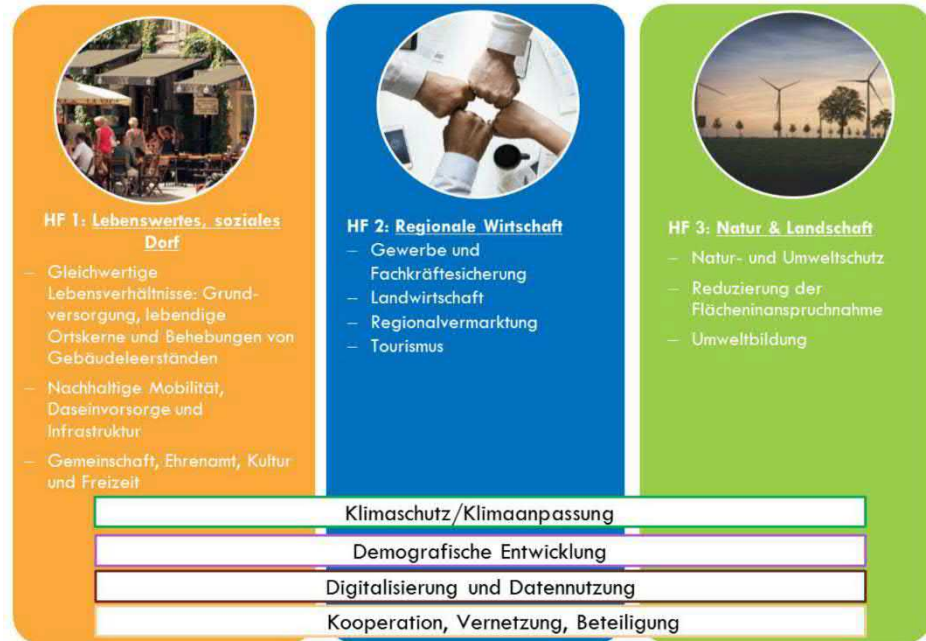 HF 1: Lebenswertes, soziales
Dorf
– Gleichwertige
Lebensverhältnisse: Grund-
versorgung, lebendige
Ortskerne und Behebungen von
Gebäudeleerständen
– Nachhaltige Mobilität,
Daseinvorsorge und
Infrastruktur
– Gemeinschaft, Ehrenamt, Kultur
und Freizeit
HF 2: Regionale Wirtschaft
– Gewerbe und
Fachkräftesicherung
– Landwirtschaft
– Regionalvermarktung
– Tourismus
HF 3: Natur & Landschaft
– Natur- und Umweltschutz
– Reduzierung der
Flächeninanspruchnahme
– Umweltbildung
Klimaschutz/Klimaanpassung
Demografische Entwicklung
Digitalisierung und Datennutzung
Kooperation, Vernetzung, Beteiligung